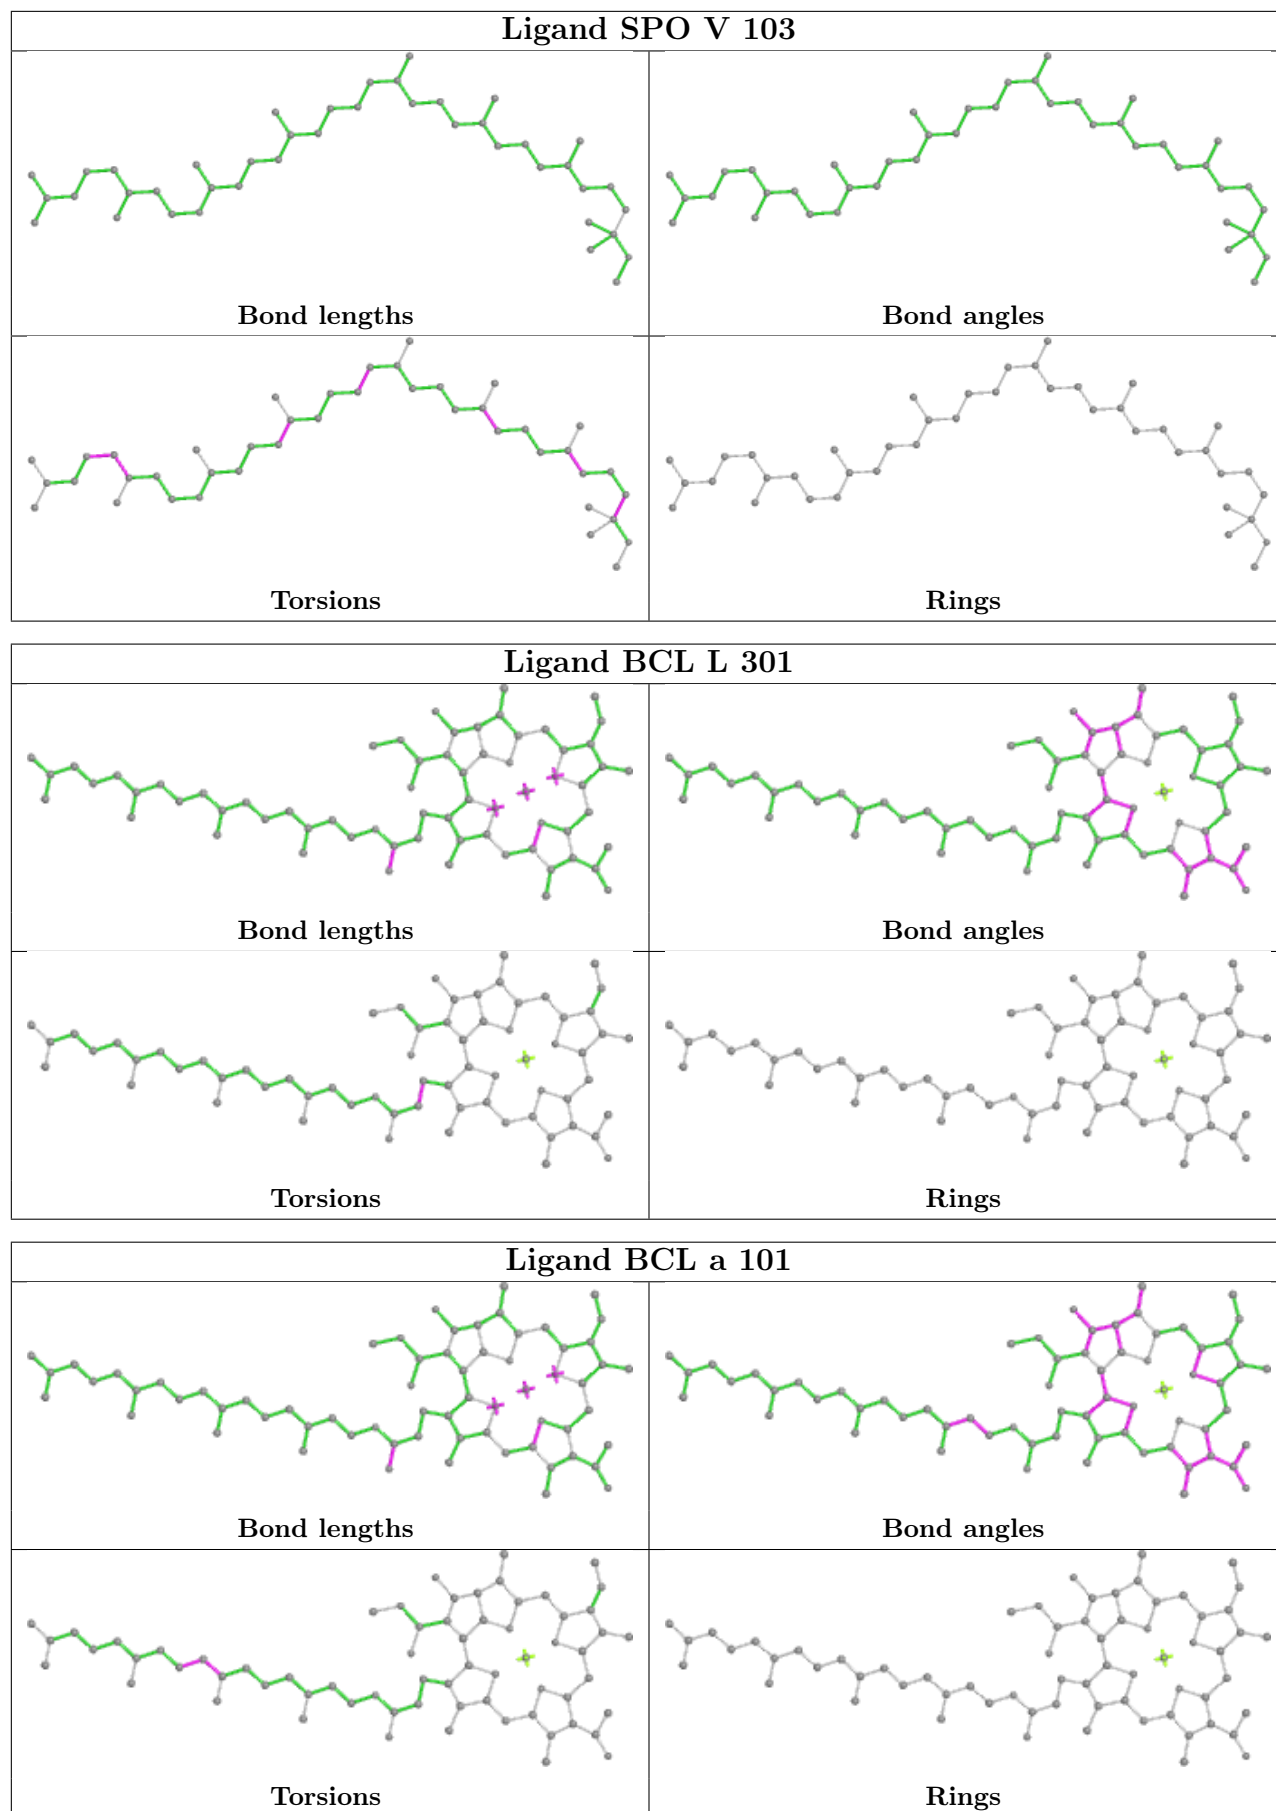 Ligand SPO V 103
Bond lengths
Bond angles
Torsions
Rings
Ligand BCL L 301
Bond lengths
Bond angles
Torsions
Rings
Ligand BCL a 101
Bond lengths
Bond angles
Torsions
Rings